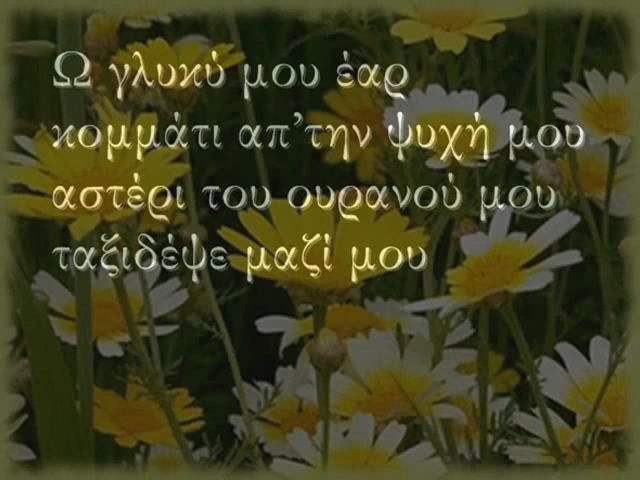 Ω γλυκύ μου έαρ
κομμάτι απ'την ψυχή μου
αστέρι του ουρανού μου
ταξιδέψε μαζί μου